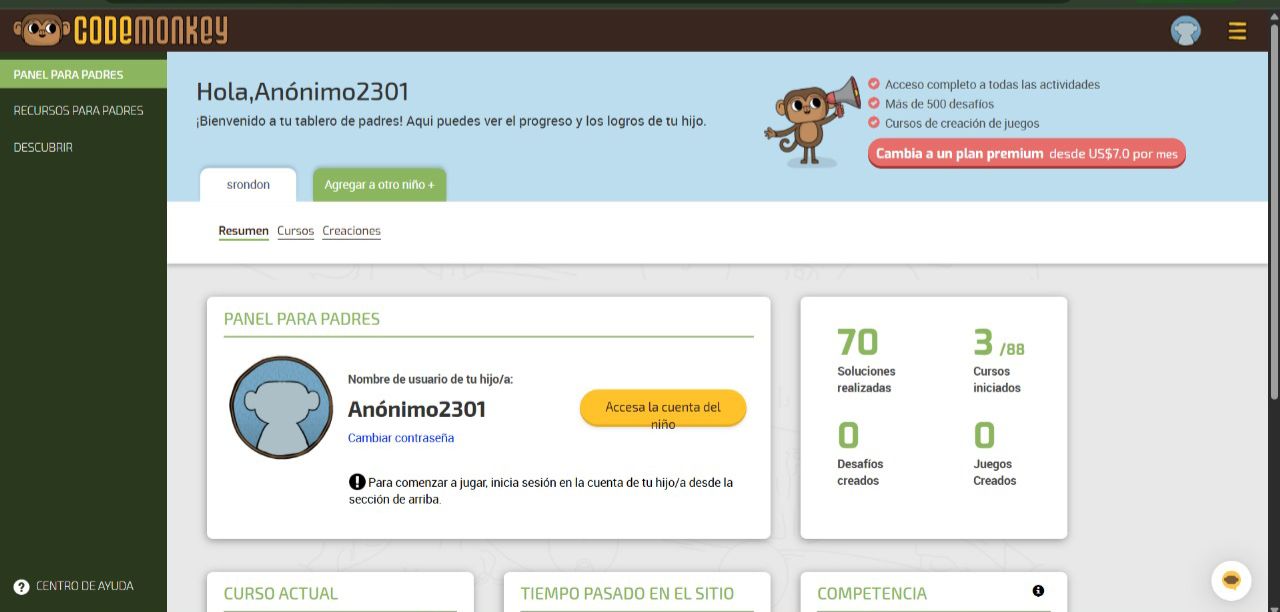 CODEMONKEY
PANEL PARA PADRES
RECURSOS PARA PADRES
DESCUBRIR
Hola,Anónimo2301
¡Bienvenido a tu tablero de padres! Aqui puedes ver el progreso y los logros de tu hijo.
Acceso completo a todas las actividades
Más de 500 desafíos
Cursos de creación de juegos
Cambia a un plan premium desde US$7.0 por mes
srondon
Agregar a otro niño +
Resumen Cursos Creaciones
PANEL PARA PADRES
Nombre de usuario de tu hijo/a:
Anónimo2301
Cambiar contraseña
Accesa la cuenta del
niño
! Para comenzar a jugar, inicia sesión en la cuenta de tu hijo/a desde la
sección de arriba.
70
Soluciones
realizadas
3 /88
Cursos
iniciados
0
Desafíos
creados
0
Juegos
Creados
CURSO ACTUAL
TIEMPO PASADO EN EL SITIO
COMPETENCIA
? CENTRO DE AYUDA